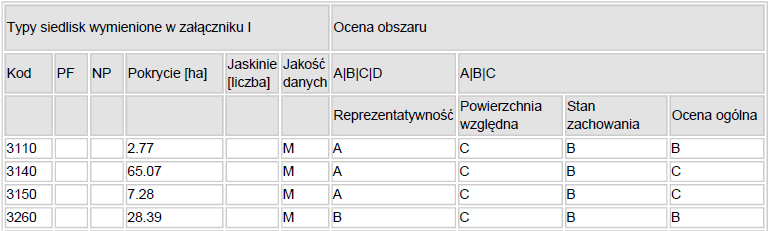 Typy siedlisk wymienione w załączniku I Ocena obszaru
Kod PF NP Pokrycie [ha] Jaskinie [liczba] Jakość danych A|B|C|D A|B|C
Reprezentatywność Powierzchnia względna Stan zachowania Ocena ogólna
3110 2.77 M A C B B
3140 65.07 M A C B C
3150 7.28 M A C B C
3260 28.39 M B C B B